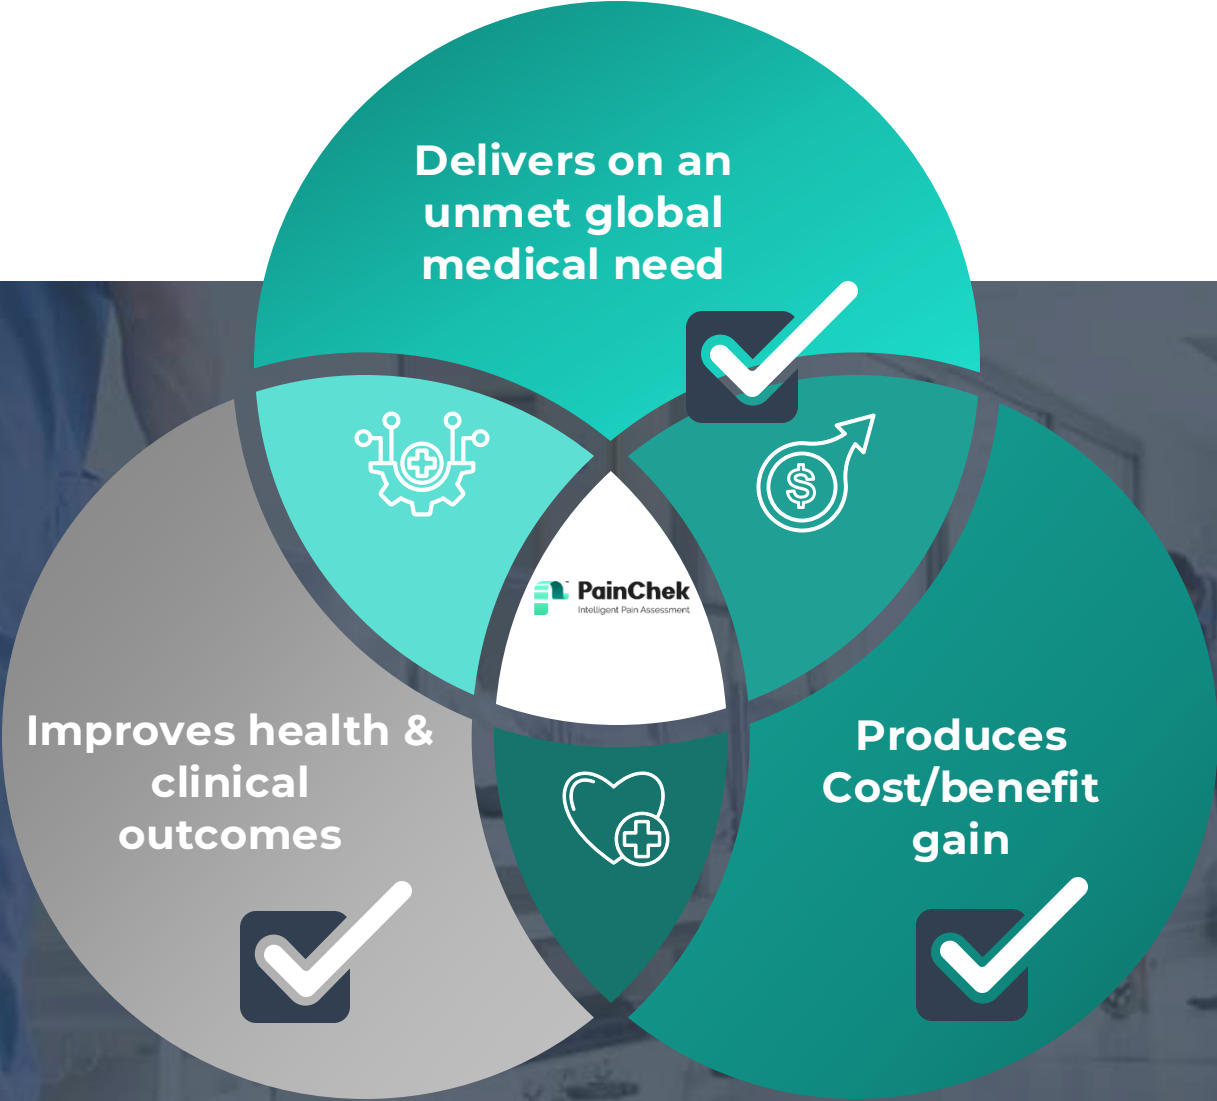 Delivers on an
unmet global
medical need
$
PainChek
Intelligent Pain Assessment
Improves health &
clinical
outcomes
Produces
Cost/benefit
gain